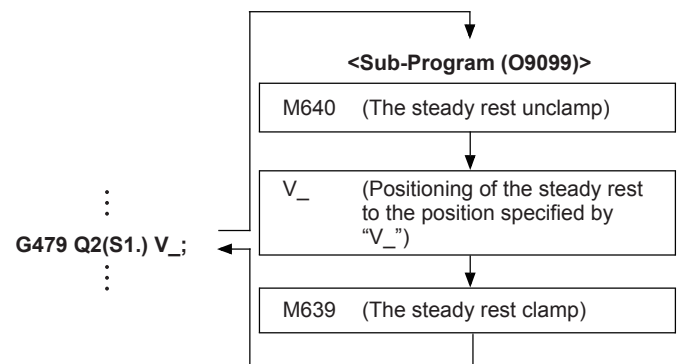 <Sub-Program (O9099)>
M640 (The steady rest unclamp)
V_ (Positioning of the steady rest
to the position specified by
“V_”)
G479 Q2(S1.) V_;
M639 (The steady rest clamp)